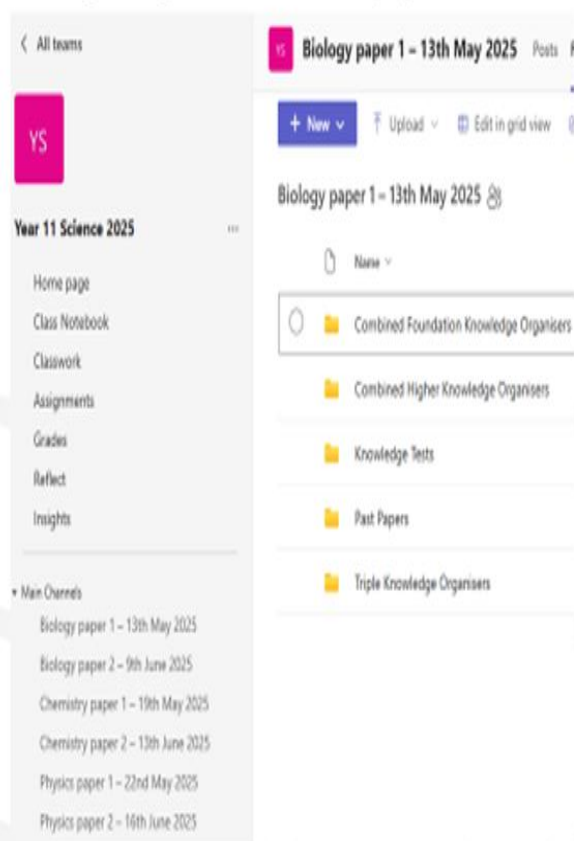 All teams
YS
Year 11 Science 2025
...
Home page
Class Notebook
Classwork
Assignments
Grades
Reflect
Insights
Main Channels
Biology paper 1 – 13th May 2025
Biology paper 2 – 9th June 2025
Chemistry paper 1 – 19th May 2025
Chemistry paper 2 – 13th June 2025
Physics paper 1 – 22nd May 2025
Physics paper 2 – 16th June 2025
YS Biology paper 1 – 13th May 2025 Posts
+ New Upload Edit in grid view
Biology paper 1 – 13th May 2025
Name
Combined Foundation Knowledge Organisers
Combined Higher Knowledge Organisers
Knowledge Tests
Past Papers
Triple Knowledge Organisers